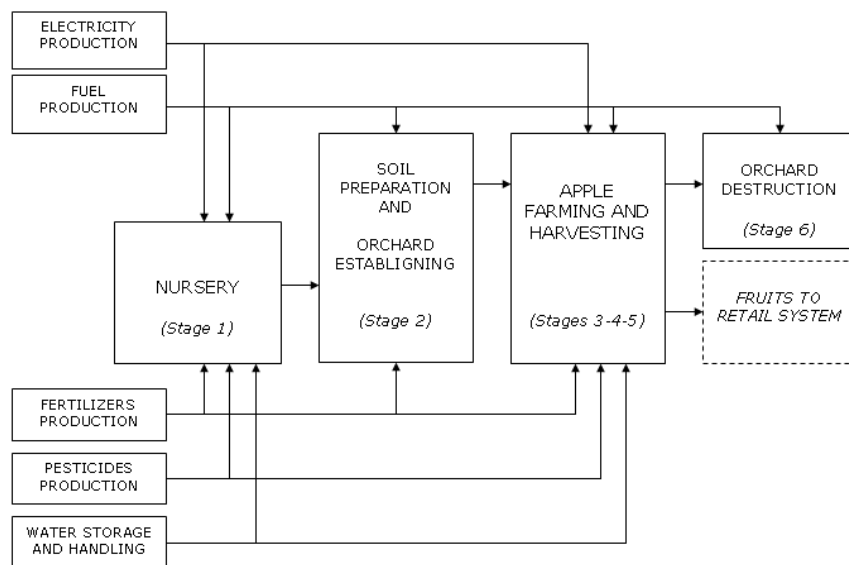 ELECTRICITY
PRODUCTION
FUEL
PRODUCTION
NURSERY
(Stage 1)
SOIL
PREPARATION
AND
ORCHARD
ESTABLIGNING
(Stage 2)
APPLE
FARMING AND
HARVESTING
(Stages 3-4-5)
ORCHARD
DESTRUCTION
(Stage 6)
FRUITS TO
RETAIL SYSTEM
FERTILIZERS
PRODUCTION
PESTICIDES
PRODUCTION
WATER STORAGE
AND HANDLING